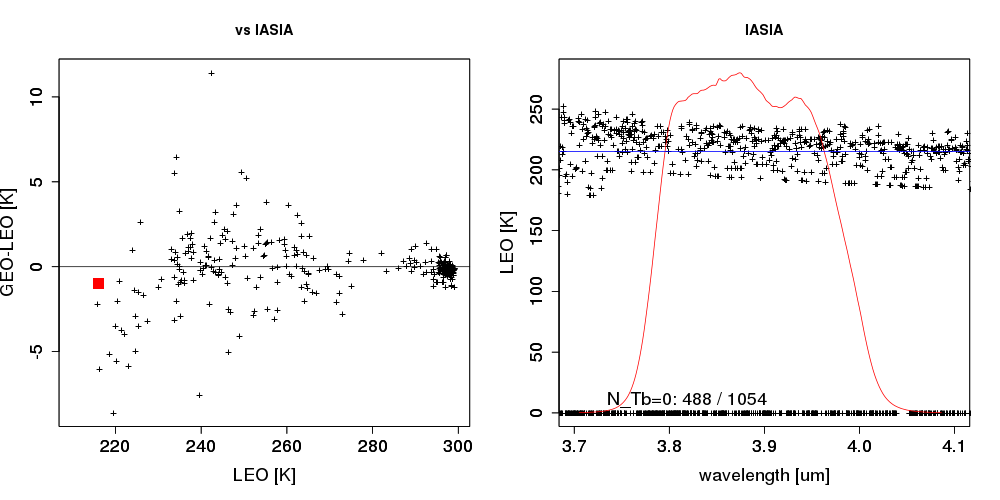 vs IASIA
GEO-LEO [K]
10
5
0
-5
220 240 260 280 300
LEO [K]
IASIA
LEO [K]
250
200
150
100
50
0
N_Tb=0: 488 / 1054
3.7 3.8 3.9 4.0 4.1
wavelength [um]